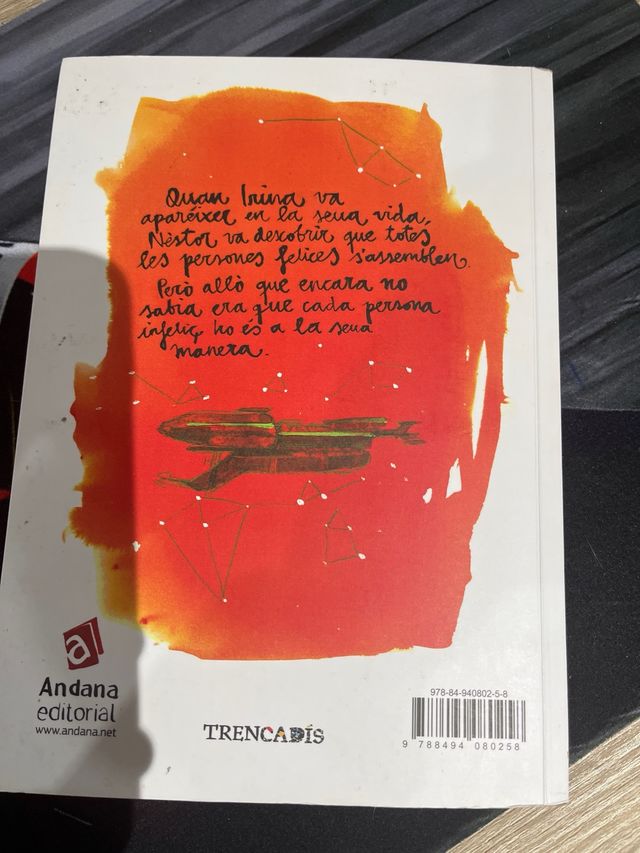 Quan Irina va
aparéixer en la seua vida,
Nèstor va descobrir que totes
les persones felices s'assemblen.
Però allò que encara no
sabia era que cada persona
infeliç ho és a la seua
manera.
a
Andana
editorial
www.andana.net
TRENCADÍS
978-84-940802-5-8
9 788494 080258